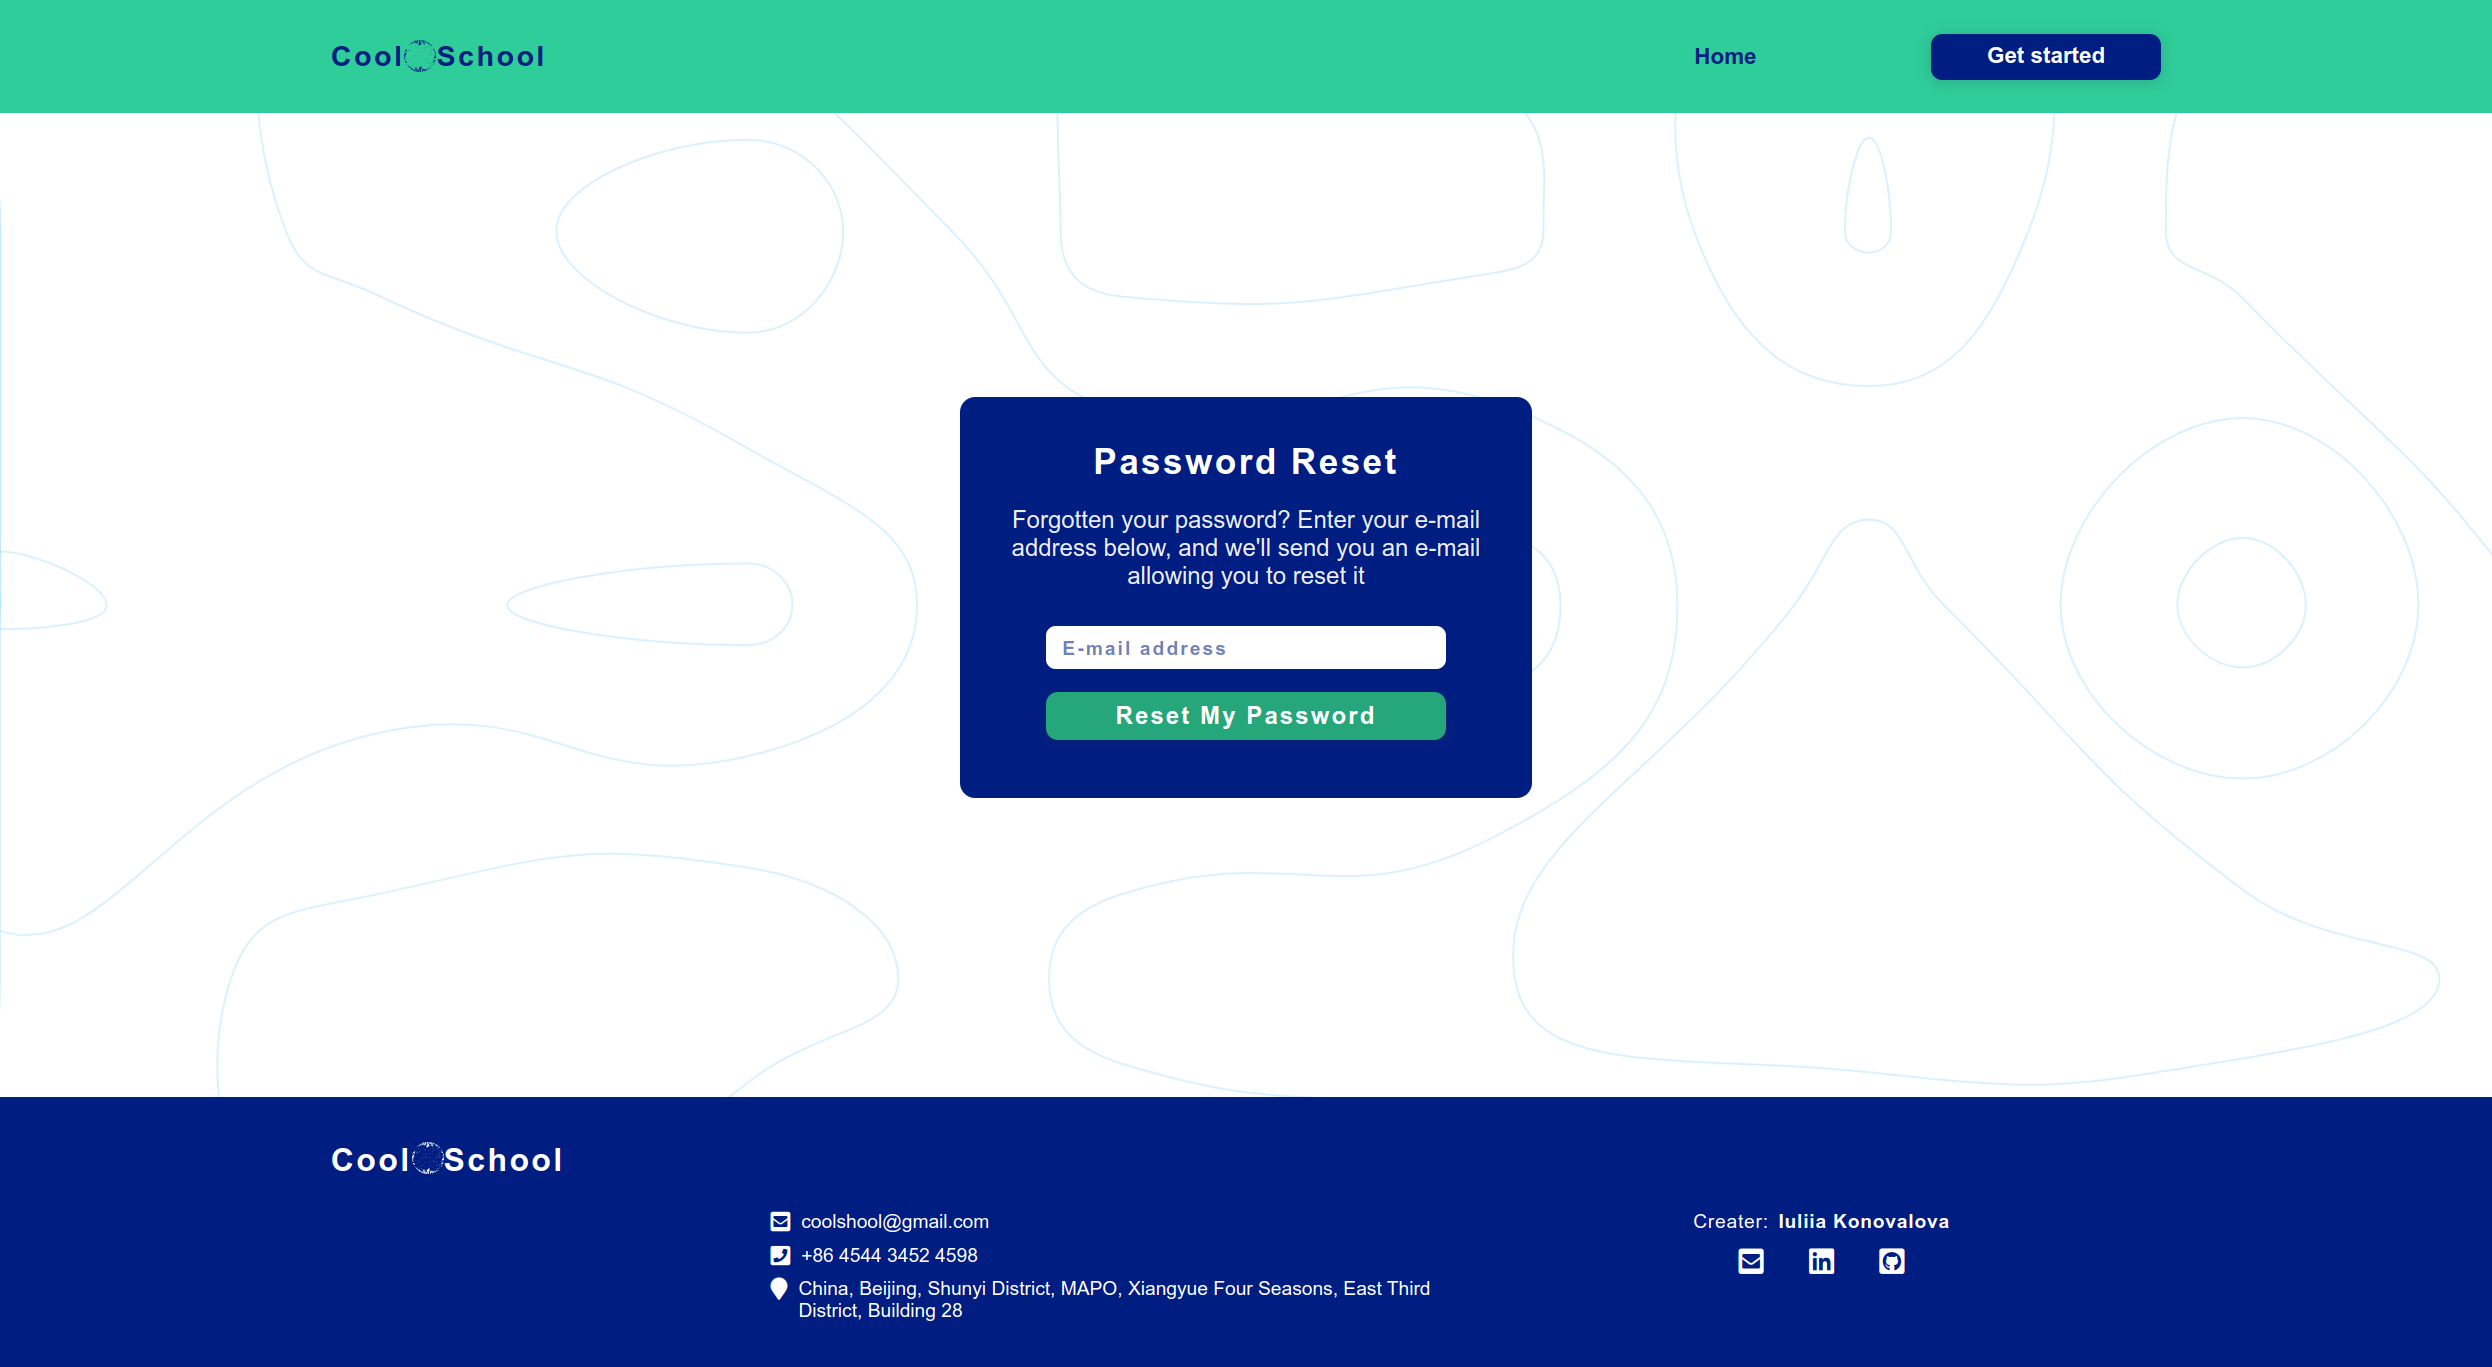 Cool School
Home
Get started
Password Reset
Forgotten your password? Enter your e-mail
address below, and we'll send you an e-mail
allowing you to reset it
E-mail address
Reset My Password
Cool School
coolshool@gmail.com
+86 4544 3452 4598
China, Beijing, Shunyi District, MAPO, Xiangyue Four Seasons, East Third
District, Building 28
Creater: Iuliia Konovalova